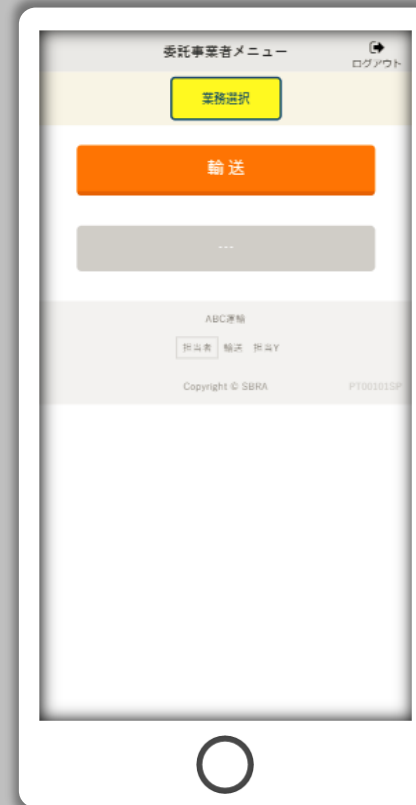 委託事業者メニュー
ログアウト
業務選択
輸送
---
ABC運輸
担当者 輸送 担当Y
Copyright © SBRA
PT00101SP